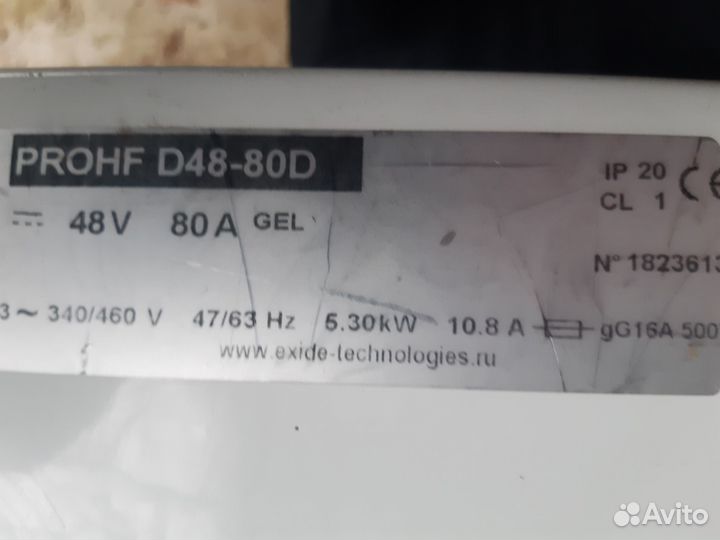 PROHF D48-80D
IP 20
CL 1
48V 80A GEL
N° 1823613
3 ~ 340/460 V 47/63 Hz 5.30kW 10.8 A gG16A 500
www.exide-technologies.ru
Avito